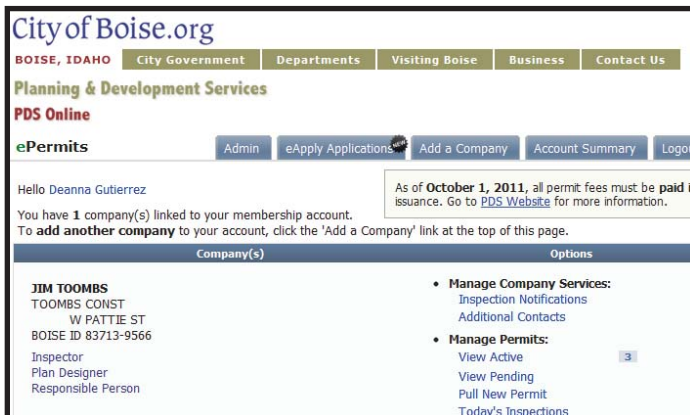 City of Boise.org
BOISE, IDAHO City Government Departments Visiting Boise Business Contact Us
Planning & Development Services
PDS Online
ePermits Admin eApply Applications NEW Add a Company Account Summary
Hello Deanna Gutierrez
As of October 1, 2011, all permit fees must be paid
issuance. Go to PDS Website for more information.
You have 1 company(s) linked to your membership account.
To add another company to your account, click the 'Add a Company' link at the top of this page.
Company(s) Options
JIM TOOMBS
TOOMBS CONST
W PATTIE ST
BOISE ID 83713-9566
Inspector
Plan Designer
Responsible Person
• Manage Company Services:
Inspection Notifications
Additional Contacts
• Manage Permits:
View Active 3
View Pending
Pull New Permit
Today's Inspections